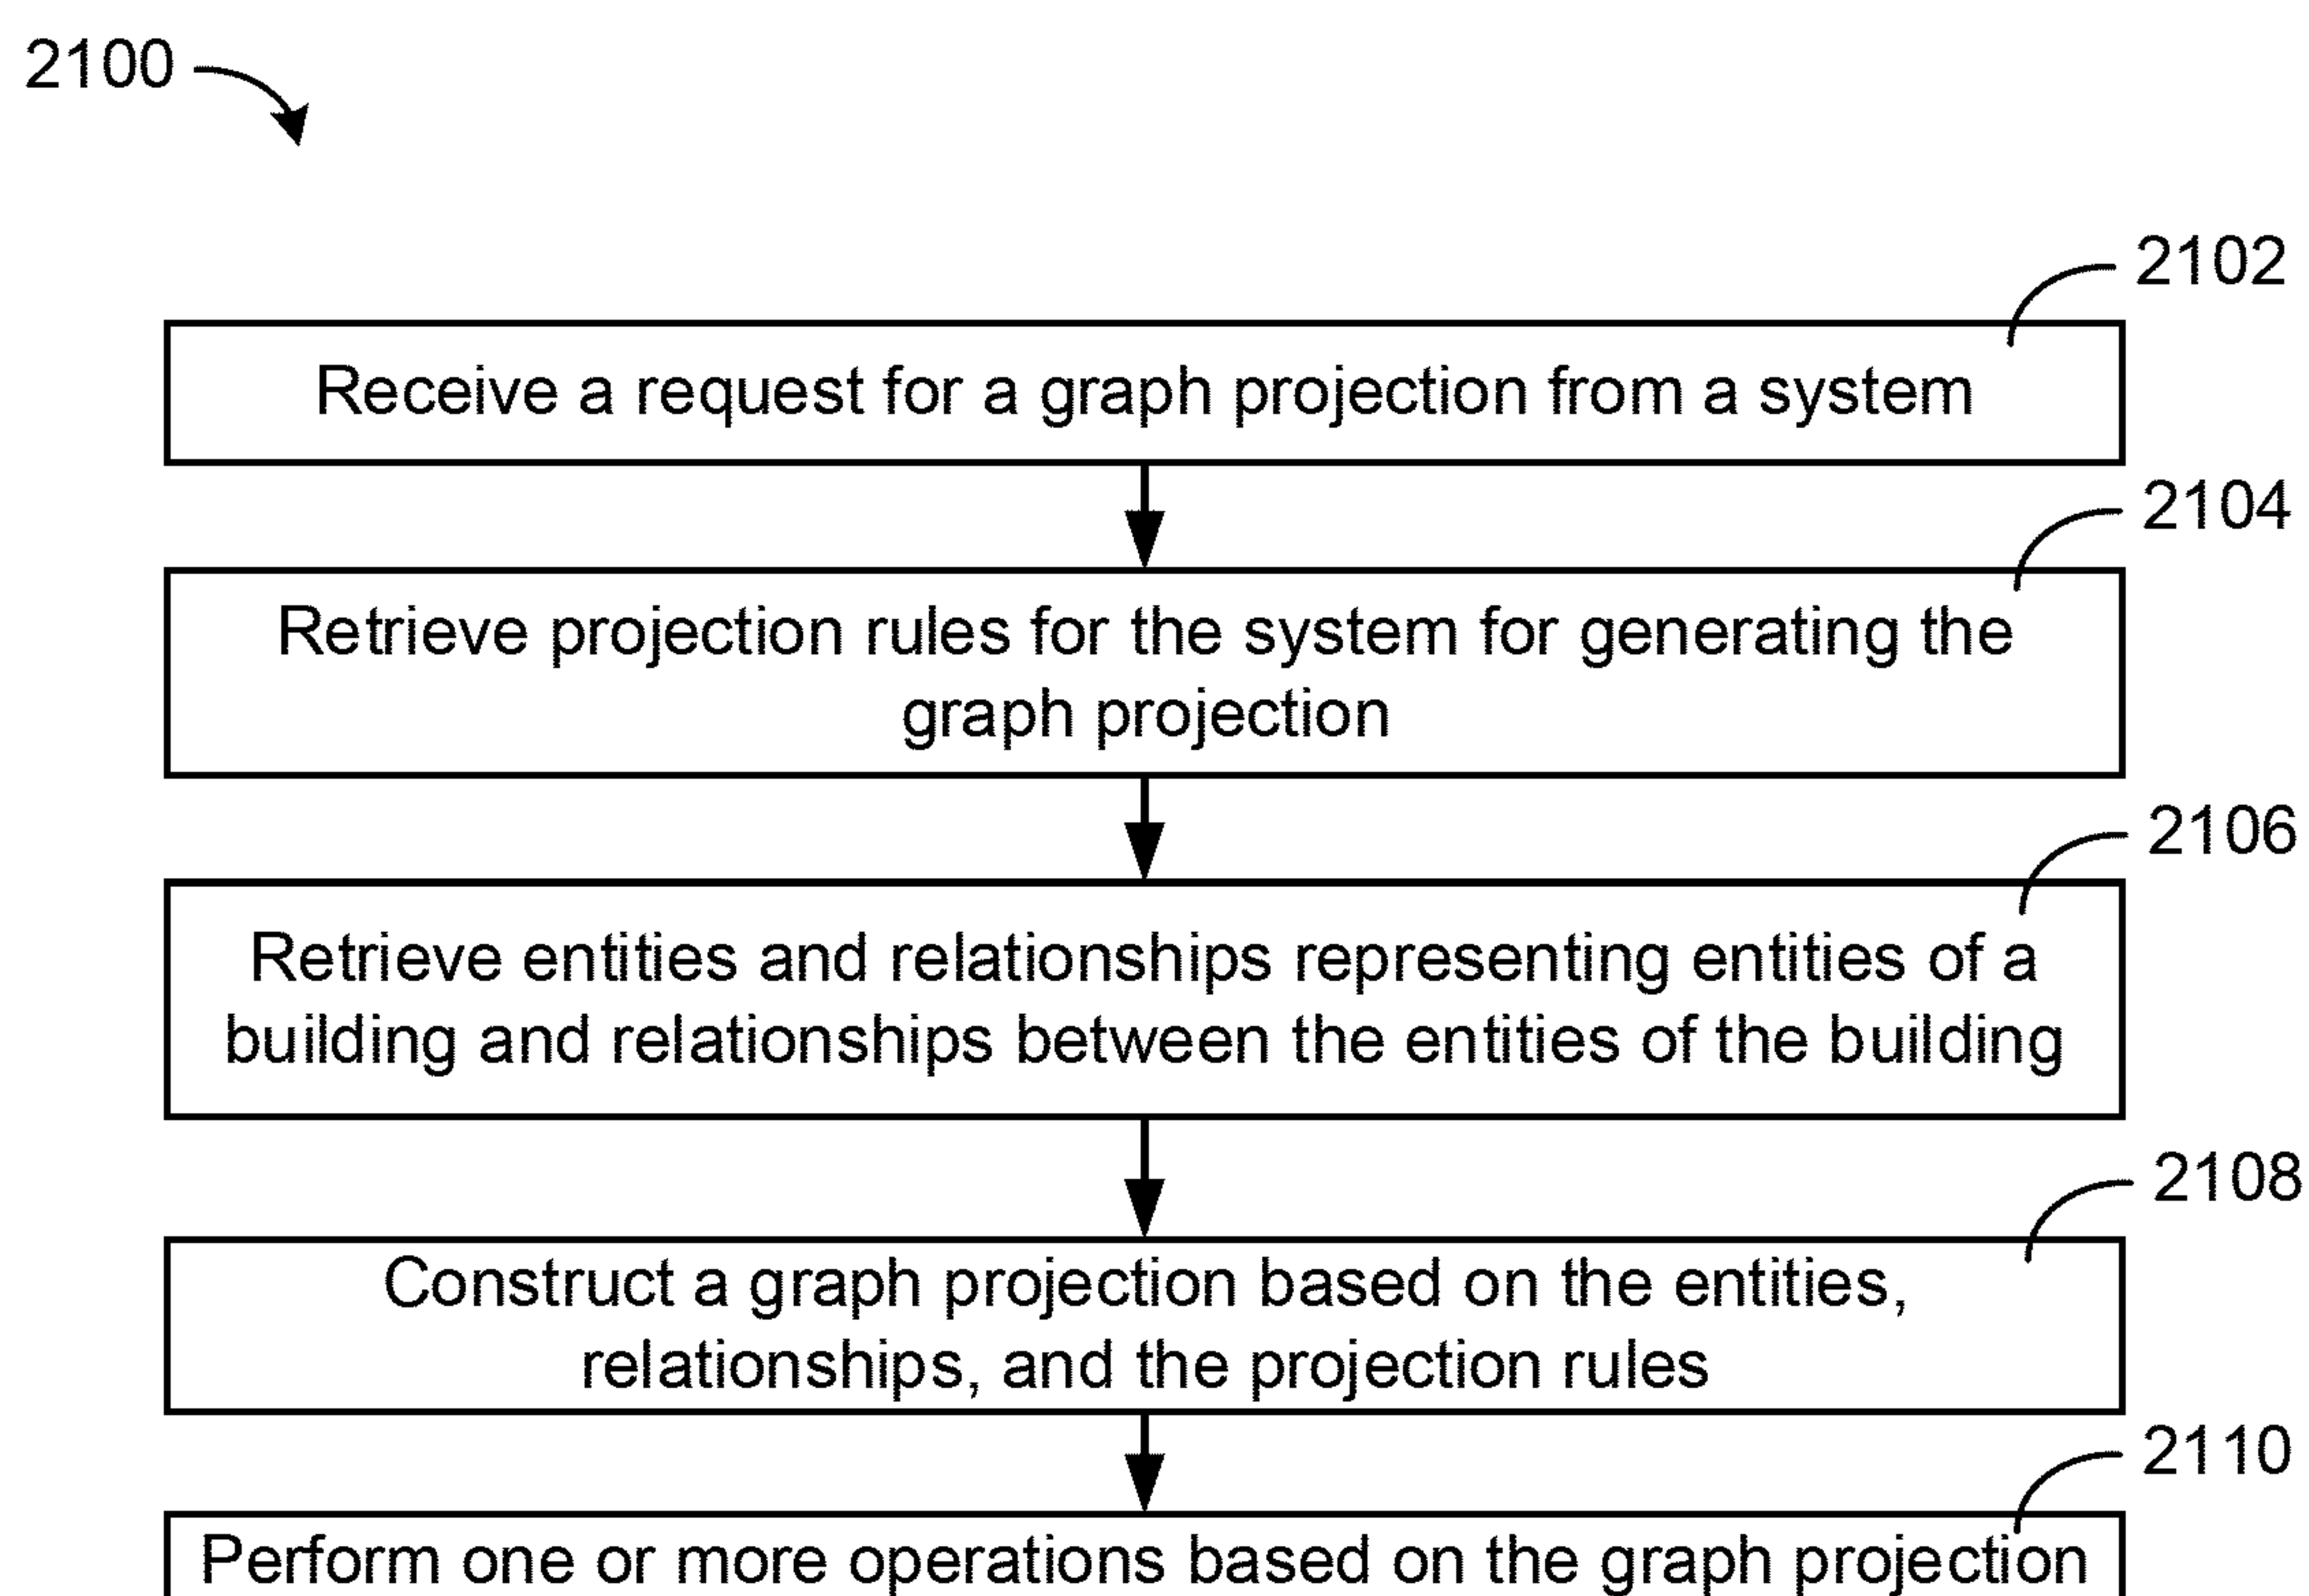 2100
2102
Receive a request for a graph projection from a system
2104
Retrieve projection rules for the system for generating the
graph projection
2106
Retrieve entities and relationships representing entities of a
building and relationships between the entities of the building
2108
Construct a graph projection based on the entities,
relationships, and the projection rules
2110
Perform one or more operations based on the graph projection